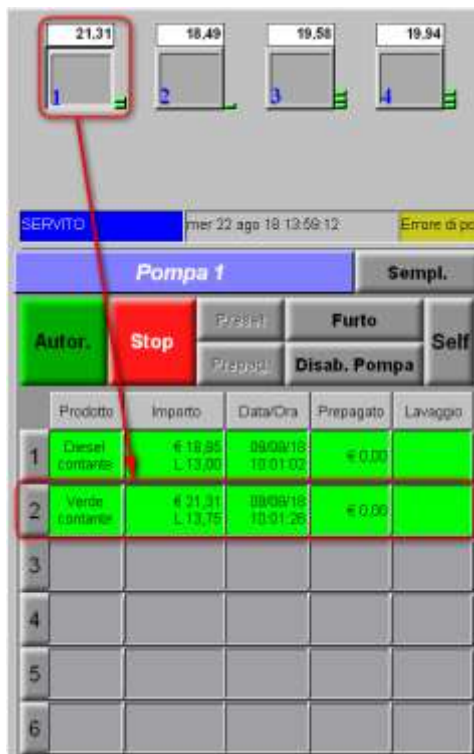 21,31 18,49 19,58 19,94
1 2 3 4
SERVITO mer 22 ago 18 13:59:12 Errore di po
Pompa 1 Sempl.
Autor. Stop Preset Furto Self
Prepag. Disab. Pompa
Prodotto Importo Data/Ora Prepagato Lavaggio
1 Diesel € 18,95 09/08/18 € 0,00
contante L 13,00 10:01:02
2 Verde € 21,31 09/08/18 € 0,00
contante L 13,75 10:01:26
3
4
5
6